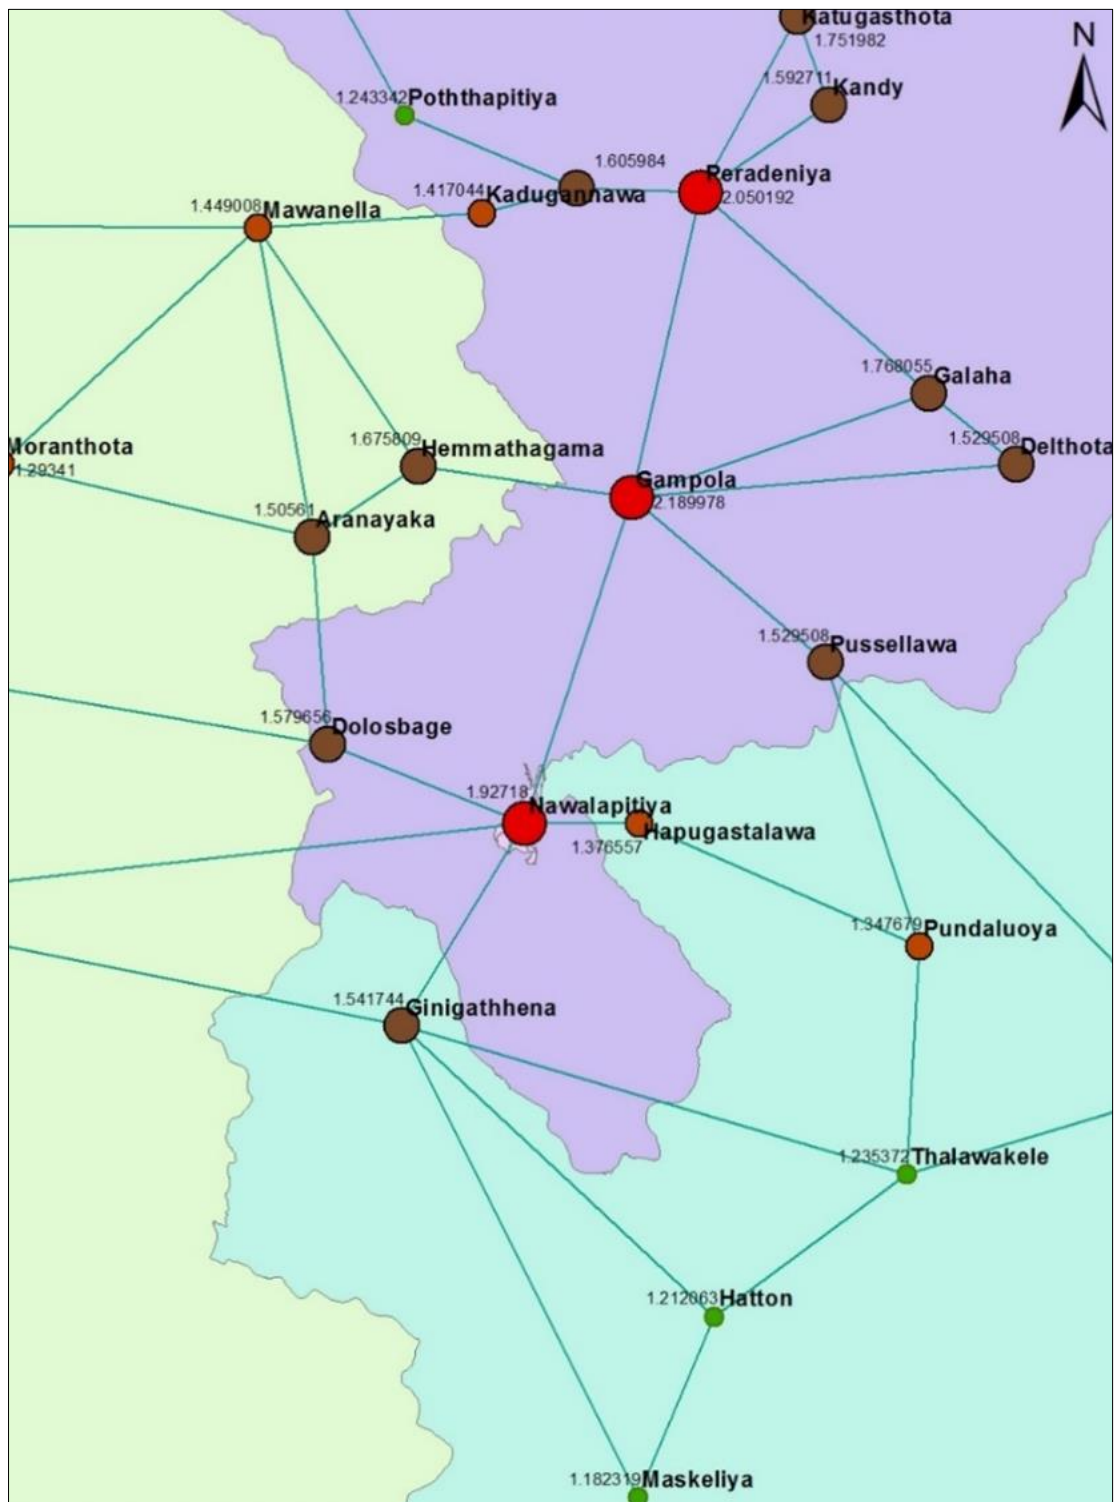 Katugasthota
1.751982
N
1.592711
Kandy
1.243342
Poththapitiya
1.605984
Peradeniya
2.050192
1.417044
Kadugannawa
1.449008
Mawanella
1.768055
Galaha
Moranthota
1.29341
1.675809
Hemmathagama
1.529508
Delthota
Gampola
2.189978
1.50561
Aranayaka
1.529508
Pussellawa
1.579656
Dolosbage
1.92718
Nawalapitiya
Hapugastalawa
1.376557
1.347679
Pundaluoya
1.541744
Ginigathhena
1.235372
Thalawakele
1.212063
Hatton
1.182319
Maskeliya